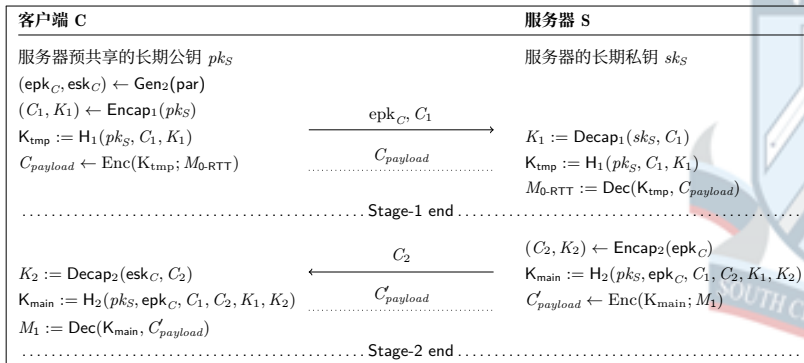 客户端 C 服务器 S
服务器预共享的长期公钥 pk_S 服务器的长期私钥 sk_S
(epk_C, esk_C) ← Gen_2(par)
(C_1, K_1) ← Encap_1(pk_S)
epk_C, C_1
K_tmp := H_1(pk_S, C_1, K_1) K_1 := Decap_1(sk_S, C_1)
C_payload ← Enc(K_tmp; M_0-RTT) C_payload K_tmp := H_1(pk_S, C_1, K_1)
M_0-RTT := Dec(K_tmp, C_payload)
Stage-1 end
(C_2, K_2) ← Encap_2(epk_C)
K_2 := Decap_2(esk_C, C_2) C_2 K_main := H_2(pk_S, epk_C, C_1, C_2, K_1, K_2)
K_main := H_2(pk_S, epk_C, C_1, C_2, K_1, K_2) C'_payload C'_payload ← Enc(K_main; M_1)
M_1 := Dec(K_main, C'_payload)
Stage-2 end
SOUTH C